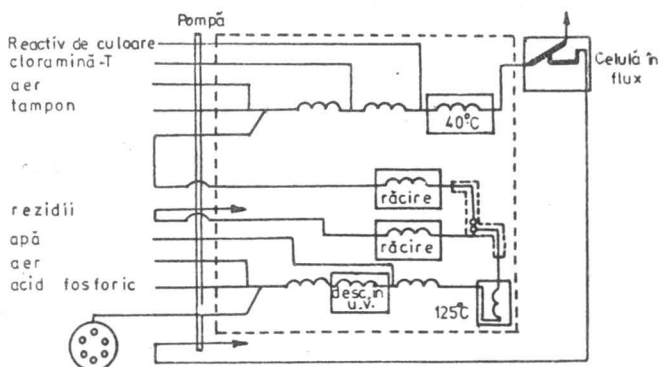 Pompă
Reactiv de culoare
cloramină-T
aer
tampon
40°C
Celulă în
flux
răcire
rezidii
răcire
apă
aer
acid fosforic
desc. în
u.v.
125°C